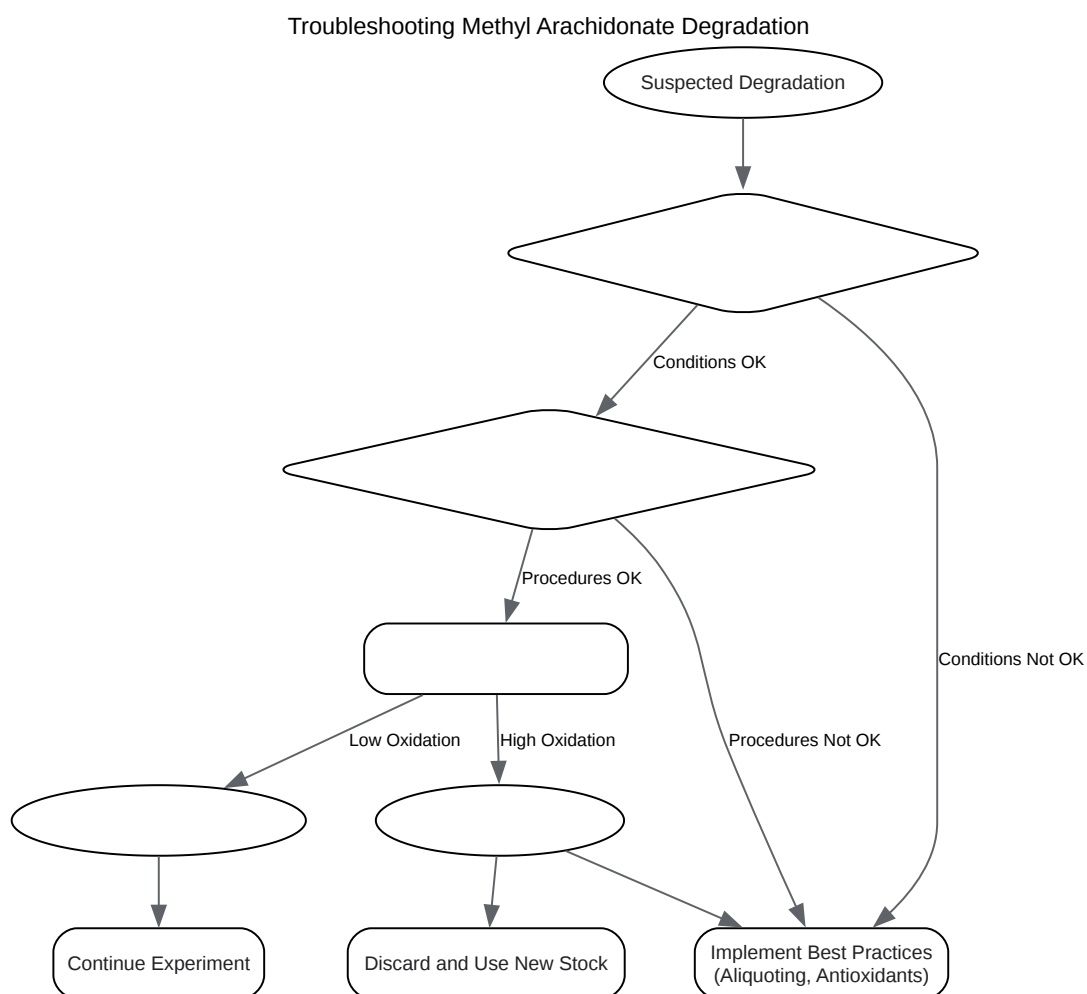 Troubleshooting Methyl Arachidonate Degradation
Suspected Degradation
Conditions OK
Procedures OK
Conditions Not OK
Low Oxidation
High Oxidation
Procedures Not OK
Continue Experiment
Discard and Use New Stock
Implement Best Practices
(Aliquoting, Antioxidants)